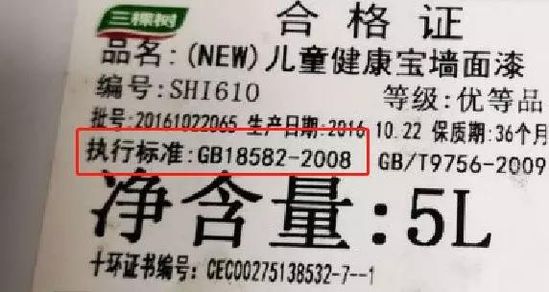 三棵树
合格证
品名:(NEW)儿童健康宝墙面漆
编号:SHI610 等级:优等品
批号:20161022065 生产日期:2016 10.22 保质期:36个月
执行标准:GB18582-2008 GB/T9756-2009
净含量:5L
十环证书编号:CEC00275138532-7--1